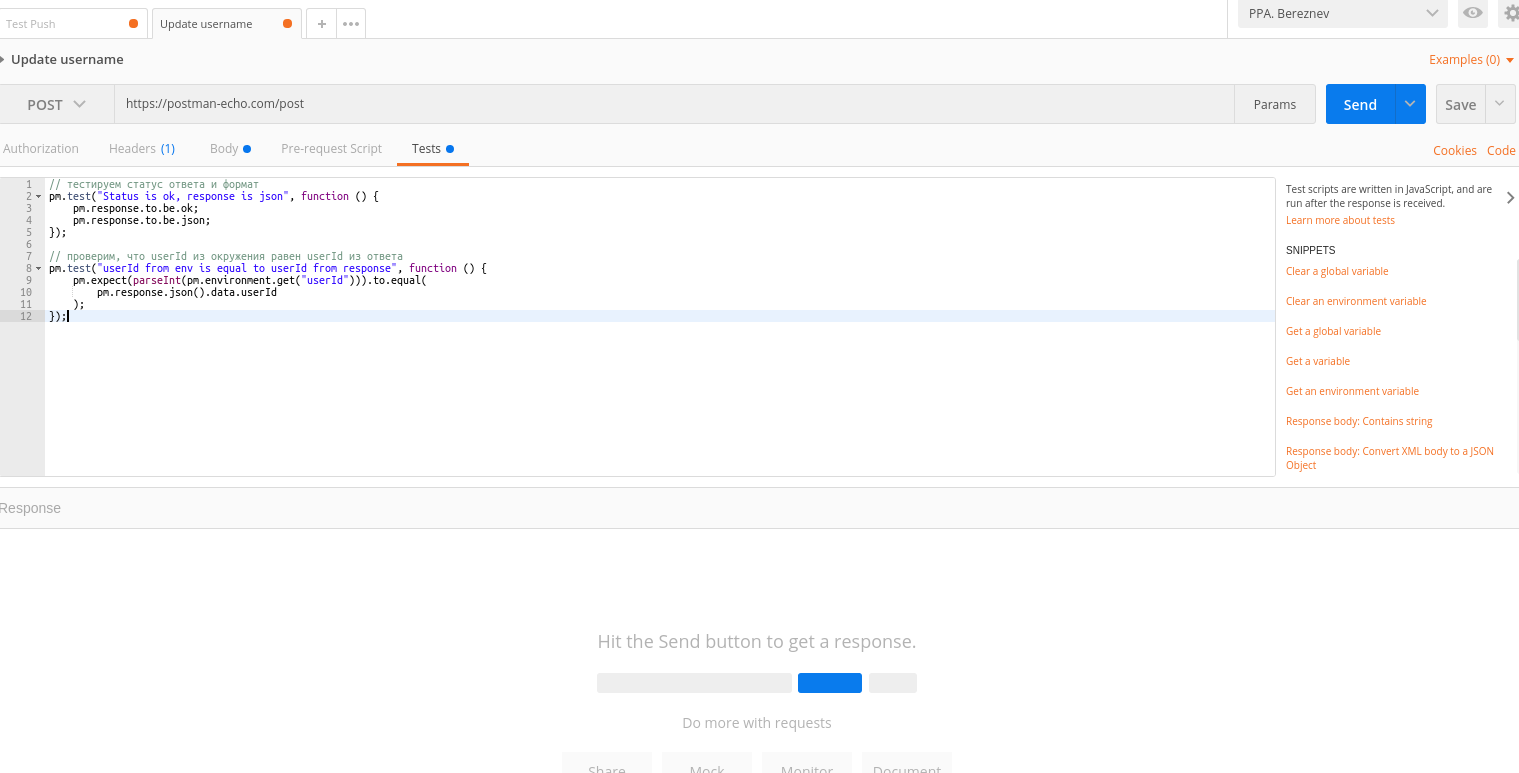 Test Push
Update username
+
PPA. Bereznev
Update username
Examples (0)
POST
https://postman-echo.com/post
Params
Send
Save
Authorization
Headers (1)
Body
Pre-request Script
Tests
Cookies
Code
1 // тестируем статус ответа и формат
2 pm.test("Status is ok, response is json", function () {
3 pm.response.to.be.ok;
4 pm.response.to.be.json;
5 });
6
7 // проверим, что userId из окружения равен userId из ответа
8 pm.test("userId from env is equal to userId from response", function () {
9 pm.expect(parseInt(pm.environment.get("userId"))).to.equal(
10 pm.response.json().data.userId
11 );
12 });
Test scripts are written in JavaScript, and are
run after the response is received.
Learn more about tests
SNIPPETS
Clear a global variable
Clear an environment variable
Get a global variable
Get a variable
Get an environment variable
Response body: Contains string
Response body: Convert XML body to a JSON
Object
Response
Hit the Send button to get a response.
Do more with requests
Share
Mock
Monitor
Document